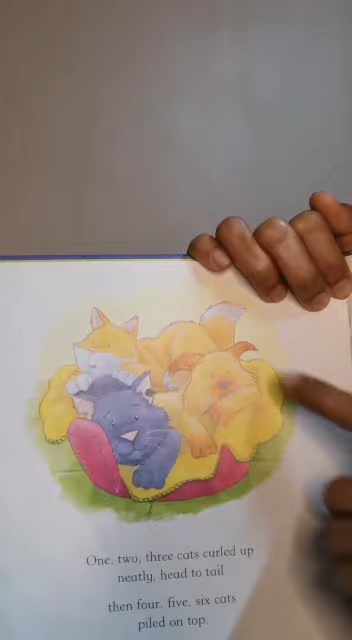 One, two, three cats curled up
neatly, head to tail
then four, five, six cats
piled on top.